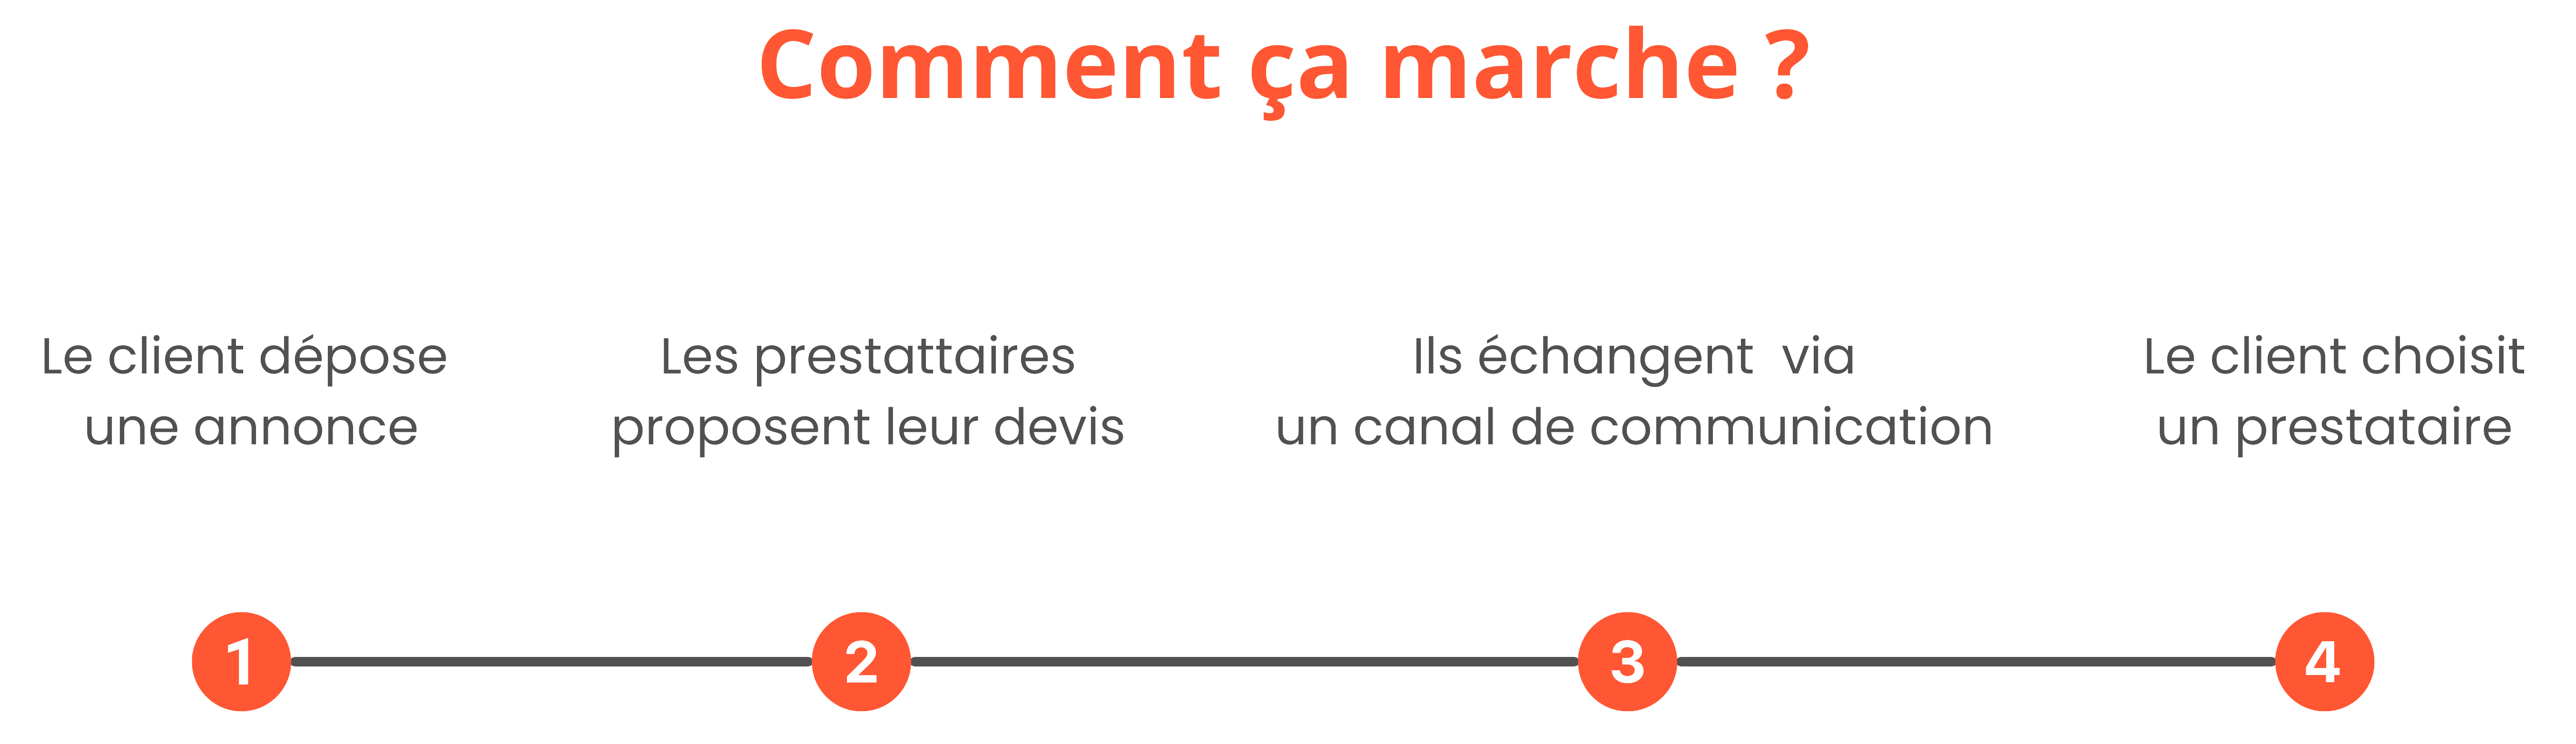 Comment ça marche ?
Le client dépose
une annonce
Les prestattaires
proposent leur devis
Ils échangent  via
un canal de communication
Le client choisit
un prestataire
1
2
3
4